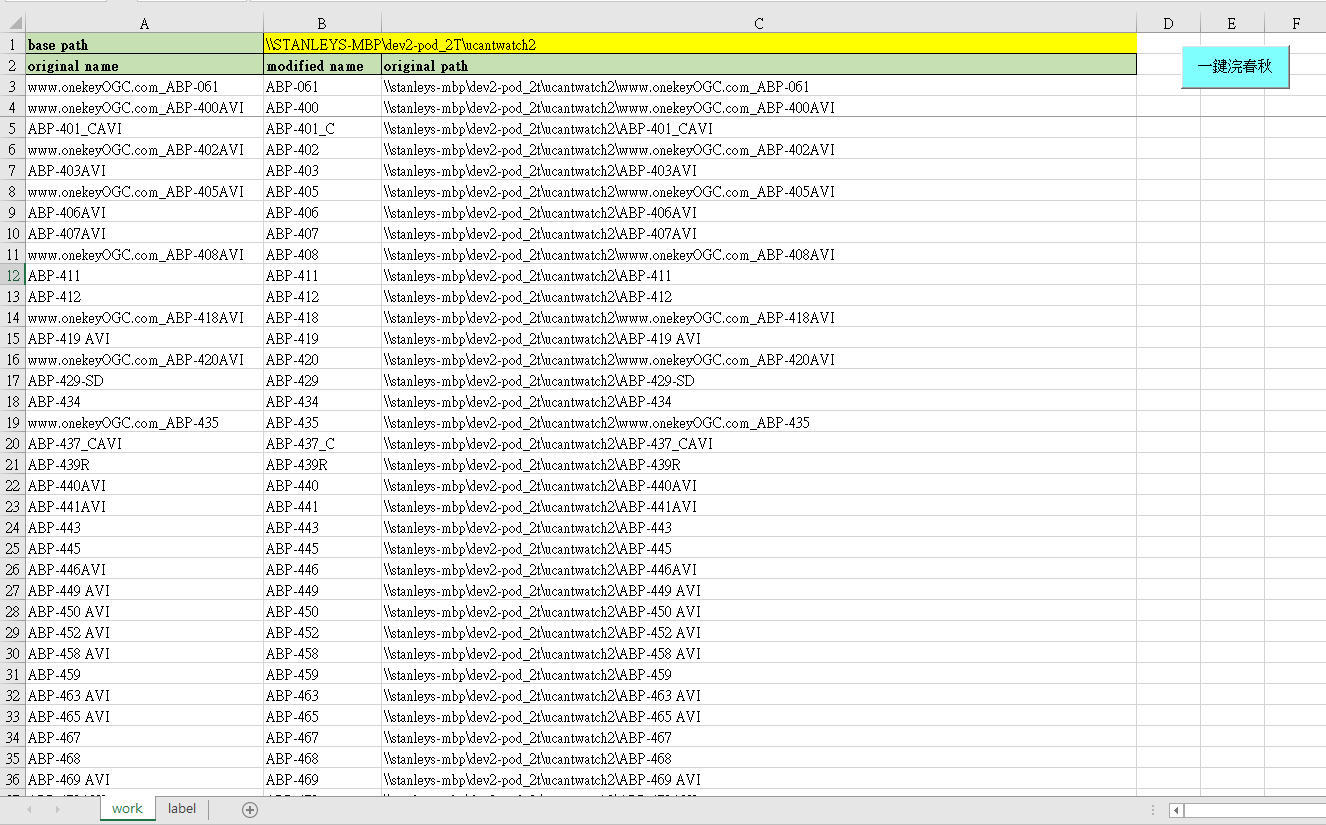 A B C D E F
1 base path \\STANLEYS-MBP\dev2-pod_2T\ucantwatch2
2 original name modified name original path
一鍵浣春秋
3 www.onekeyOGC.com_ABP-061 ABP-061 \\stanleys-mbp\dev2-pod_2t\ucantwatch2\www.onekeyOGC.com_ABP-061
4 www.onekeyOGC.com_ABP-400AVI ABP-400 \\stanleys-mbp\dev2-pod_2t\ucantwatch2\www.onekeyOGC.com_ABP-400AVI
5 ABP-401_CAVI ABP-401_C \\stanleys-mbp\dev2-pod_2t\ucantwatch2\ABP-401_CAVI
6 www.onekeyOGC.com_ABP-402AVI ABP-402 \\stanleys-mbp\dev2-pod_2t\ucantwatch2\www.onekeyOGC.com_ABP-402AVI
7 ABP-403AVI ABP-403 \\stanleys-mbp\dev2-pod_2t\ucantwatch2\ABP-403AVI
8 www.onekeyOGC.com_ABP-405AVI ABP-405 \\stanleys-mbp\dev2-pod_2t\ucantwatch2\www.onekeyOGC.com_ABP-405AVI
9 ABP-406AVI ABP-406 \\stanleys-mbp\dev2-pod_2t\ucantwatch2\ABP-406AVI
10 ABP-407AVI ABP-407 \\stanleys-mbp\dev2-pod_2t\ucantwatch2\ABP-407AVI
11 www.onekeyOGC.com_ABP-408AVI ABP-408 \\stanleys-mbp\dev2-pod_2t\ucantwatch2\www.onekeyOGC.com_ABP-408AVI
12 ABP-411 ABP-411 \\stanleys-mbp\dev2-pod_2t\ucantwatch2\ABP-411
13 ABP-412 ABP-412 \\stanleys-mbp\dev2-pod_2t\ucantwatch2\ABP-412
14 www.onekeyOGC.com_ABP-418AVI ABP-418 \\stanleys-mbp\dev2-pod_2t\ucantwatch2\www.onekeyOGC.com_ABP-418AVI
15 ABP-419 AVI ABP-419 \\stanleys-mbp\dev2-pod_2t\ucantwatch2\ABP-419 AVI
16 www.onekeyOGC.com_ABP-420AVI ABP-420 \\stanleys-mbp\dev2-pod_2t\ucantwatch2\www.onekeyOGC.com_ABP-420AVI
17 ABP-429-SD ABP-429 \\stanleys-mbp\dev2-pod_2t\ucantwatch2\ABP-429-SD
18 ABP-434 ABP-434 \\stanleys-mbp\dev2-pod_2t\ucantwatch2\ABP-434
19 www.onekeyOGC.com_ABP-435 ABP-435 \\stanleys-mbp\dev2-pod_2t\ucantwatch2\www.onekeyOGC.com_ABP-435
20 ABP-437_CAVI ABP-437_C \\stanleys-mbp\dev2-pod_2t\ucantwatch2\ABP-437_CAVI
21 ABP-439R ABP-439R \\stanleys-mbp\dev2-pod_2t\ucantwatch2\ABP-439R
22 ABP-440AVI ABP-440 \\stanleys-mbp\dev2-pod_2t\ucantwatch2\ABP-440AVI
23 ABP-441AVI ABP-441 \\stanleys-mbp\dev2-pod_2t\ucantwatch2\ABP-441AVI
24 ABP-443 ABP-443 \\stanleys-mbp\dev2-pod_2t\ucantwatch2\ABP-443
25 ABP-445 ABP-445 \\stanleys-mbp\dev2-pod_2t\ucantwatch2\ABP-445
26 ABP-446AVI ABP-446 \\stanleys-mbp\dev2-pod_2t\ucantwatch2\ABP-446AVI
27 ABP-449 AVI ABP-449 \\stanleys-mbp\dev2-pod_2t\ucantwatch2\ABP-449 AVI
28 ABP-450 AVI ABP-450 \\stanleys-mbp\dev2-pod_2t\ucantwatch2\ABP-450 AVI
29 ABP-452 AVI ABP-452 \\stanleys-mbp\dev2-pod_2t\ucantwatch2\ABP-452 AVI
30 ABP-458 AVI ABP-458 \\stanleys-mbp\dev2-pod_2t\ucantwatch2\ABP-458 AVI
31 ABP-459 ABP-459 \\stanleys-mbp\dev2-pod_2t\ucantwatch2\ABP-459
32 ABP-463 AVI ABP-463 \\stanleys-mbp\dev2-pod_2t\ucantwatch2\ABP-463 AVI
33 ABP-465 AVI ABP-465 \\stanleys-mbp\dev2-pod_2t\ucantwatch2\ABP-465 AVI
34 ABP-467 ABP-467 \\stanleys-mbp\dev2-pod_2t\ucantwatch2\ABP-467
35 ABP-468 ABP-468 \\stanleys-mbp\dev2-pod_2t\ucantwatch2\ABP-468
36 ABP-469 AVI ABP-469 \\stanleys-mbp\dev2-pod_2t\ucantwatch2\ABP-469 AVI
work label